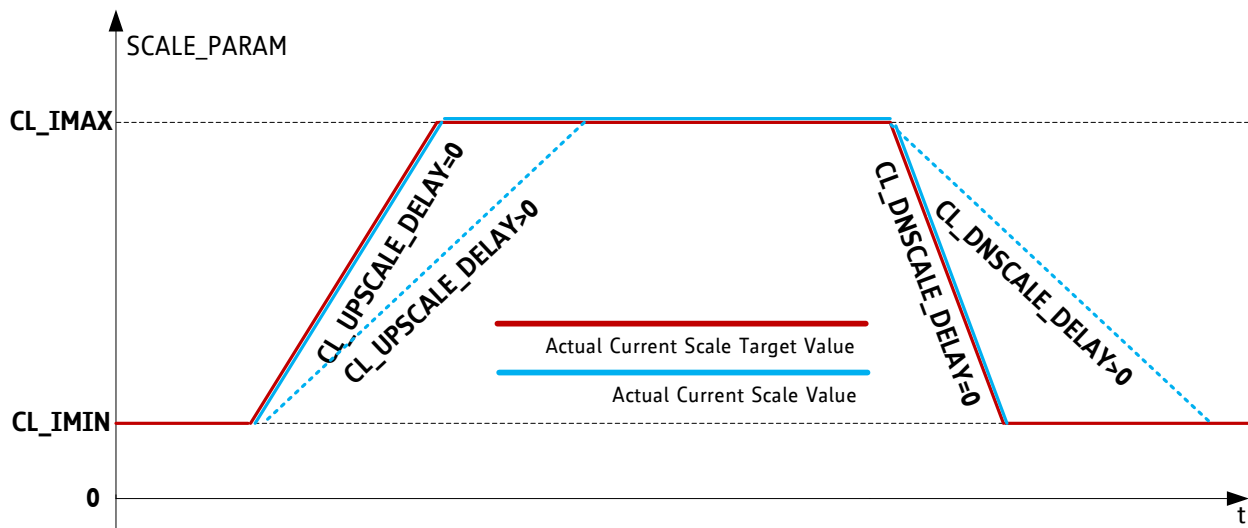 SCALE_PARAM
CL_IMAX
CL_UPSCALE_DELAY=0
CL_UPSCALE_DELAY>0
CL_DNSCALE_DELAY=0
CL_DNSCALE_DELAY>0
Actual Current Scale Target Value
Actual Current Scale Value
CL_IMIN
0
t